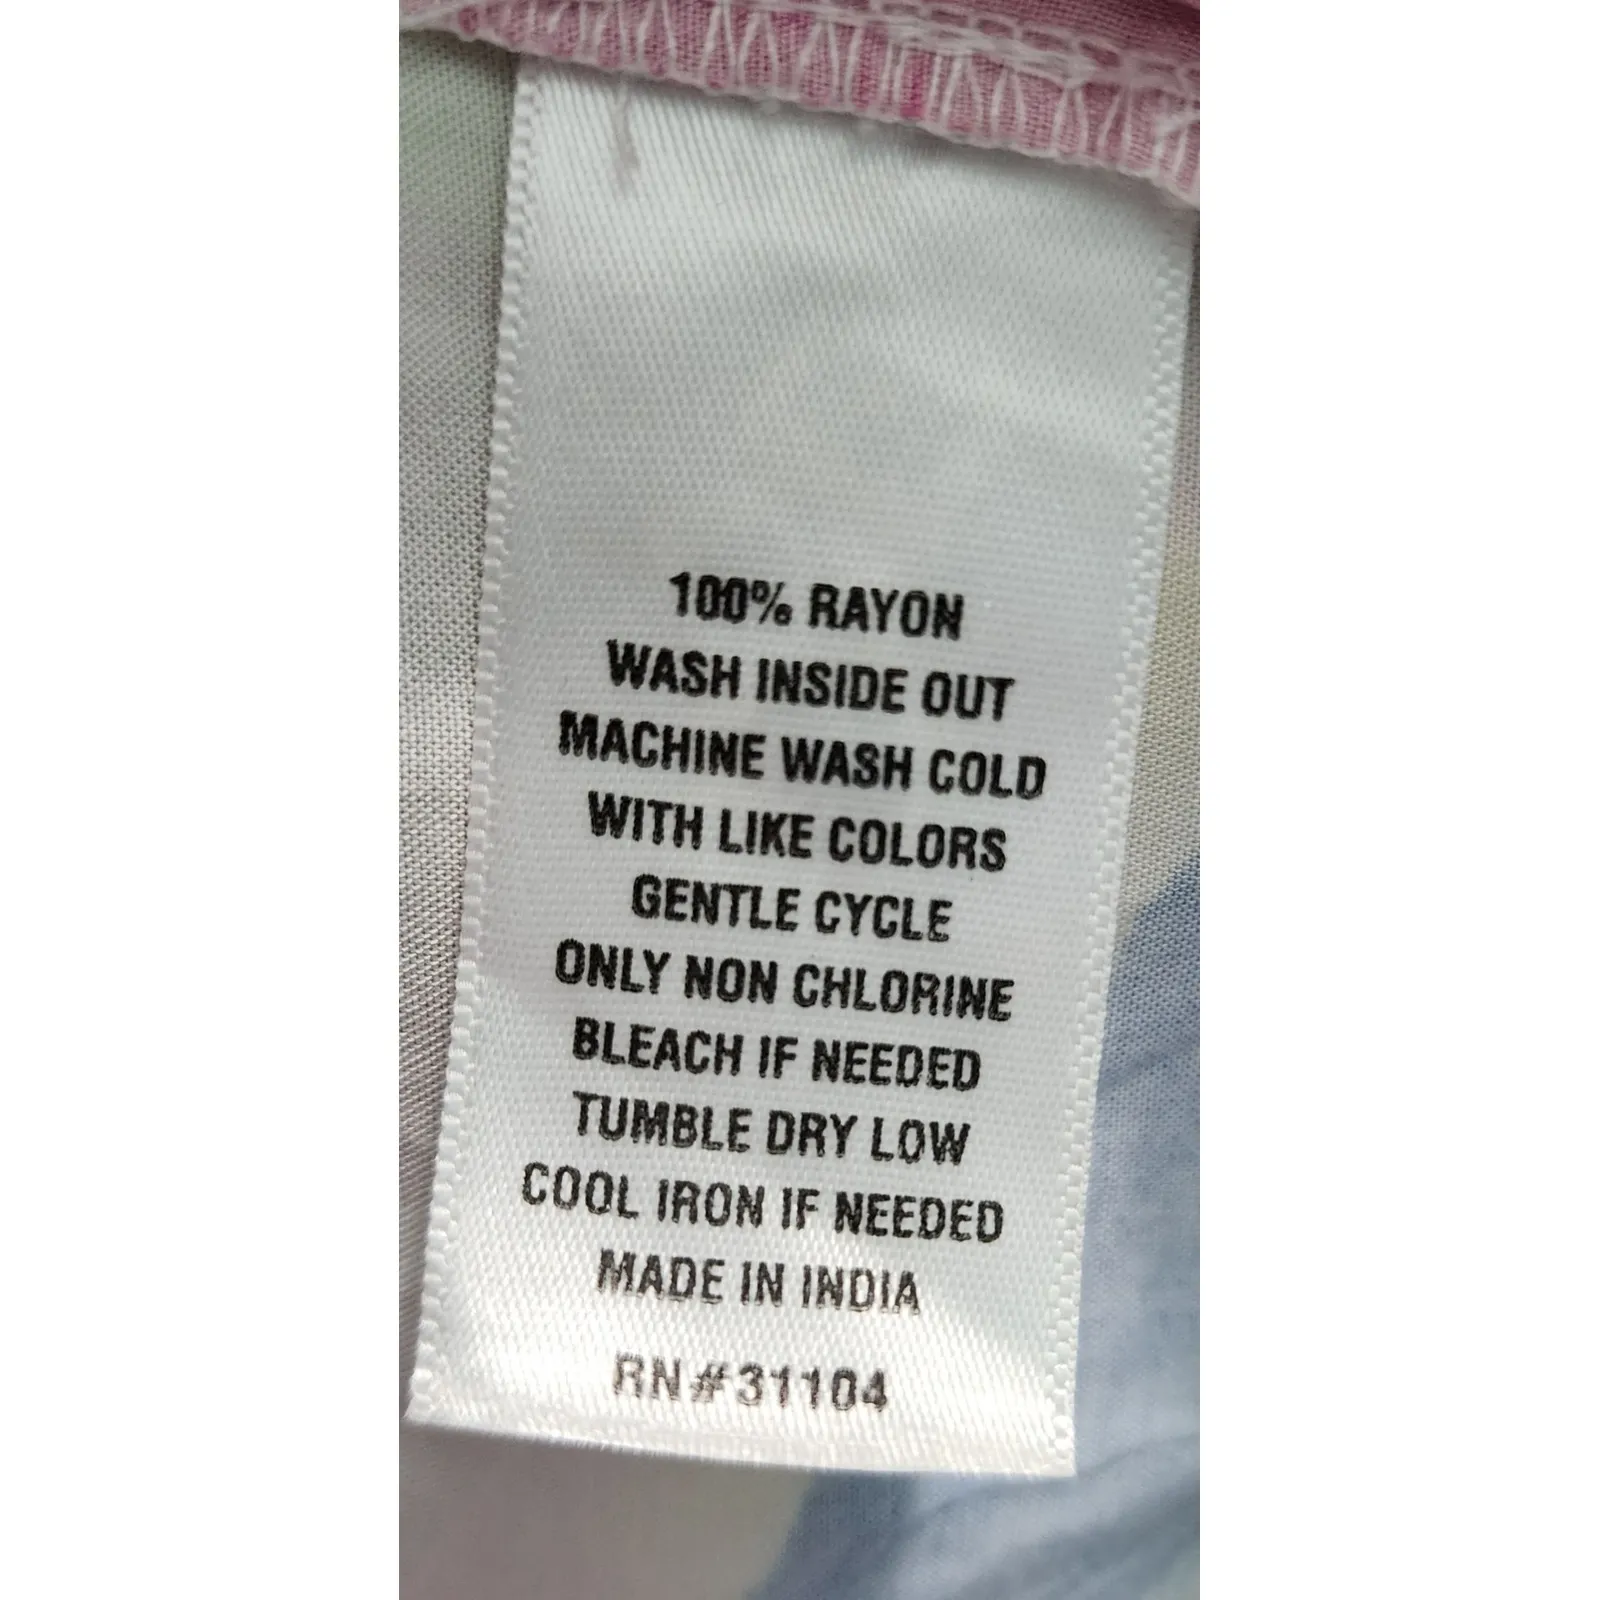 100% RAYON
WASH INSIDE OUT
MACHINE WASH COLD
WITH LIKE COLORS
GENTLE CYCLE
ONLY NON CHLORINE
BLEACH IF NEEDED
TUMBLE DRY LOW
COOL IRON IF NEEDED
MADE IN INDIA
RN#31104